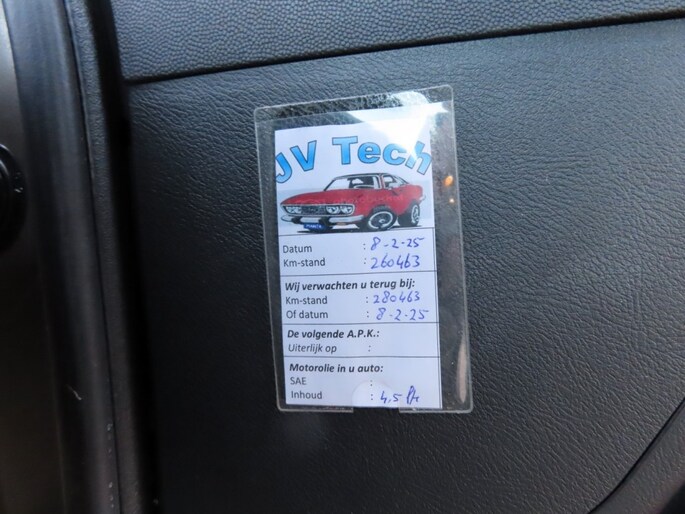 JV Tech
Datum : 8-2-25
Km-stand : 260463
Wij verwachten u terug bij:
Km-stand : 280463
Of datum : 8-2-25
De volgende A.P.K.:
Uiterlijk op :
Motorolie in u auto:
SAE :
Inhoud : 4,5